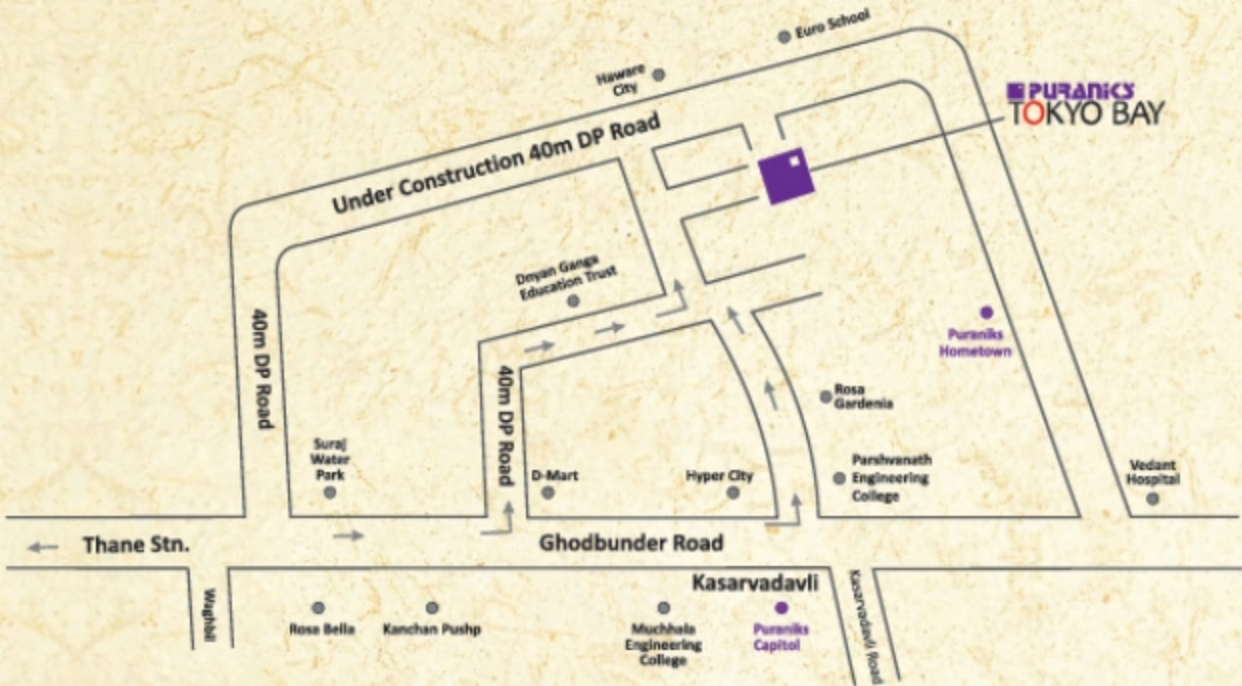 Euro School
Haware
City
PURANIKS
TOKYO BAY
Under Construction 40m DP Road
Dnyan Ganga
Education Trust
40m DP Road
Puraniks
Hometown
40m DP Road
Rosa
Gardenia
Suraj
Water
Park
D-Mart
Hyper City
Parshvanath
Engineering
College
Vedant
Hospital
Thane Stn.
Ghodbunder Road
Kasarvadavli
Waghbil
Rosa Bella
Kanchan Pushp
Muchhala
Engineering
College
Puraniks
Capitol
Kasarvadavli Road